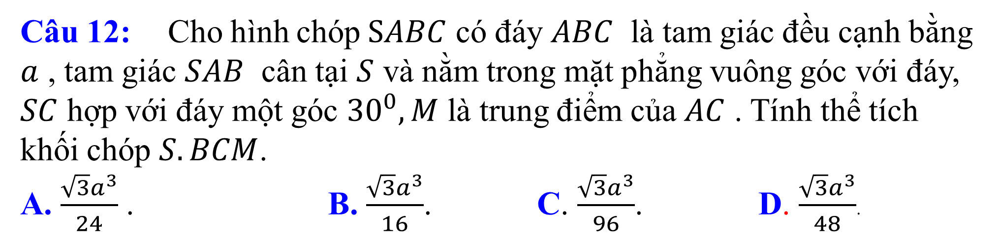 Câu 12: Cho hình chóp SABC có đáy ABC là tam giác đều cạnh bằng
a , tam giác SAB cân tại S và nằm trong mặt phẳng vuông góc với đáy,
SC hợp với đáy một góc 30⁰, M là trung điểm của AC . Tính thể tích
khối chóp S. BCM.
A. \frac{\sqrt{3}a^3}{24} . B. \frac{\sqrt{3}a^3}{16}. C. \frac{\sqrt{3}a^3}{96}. D. \frac{\sqrt{3}a^3}{48}.